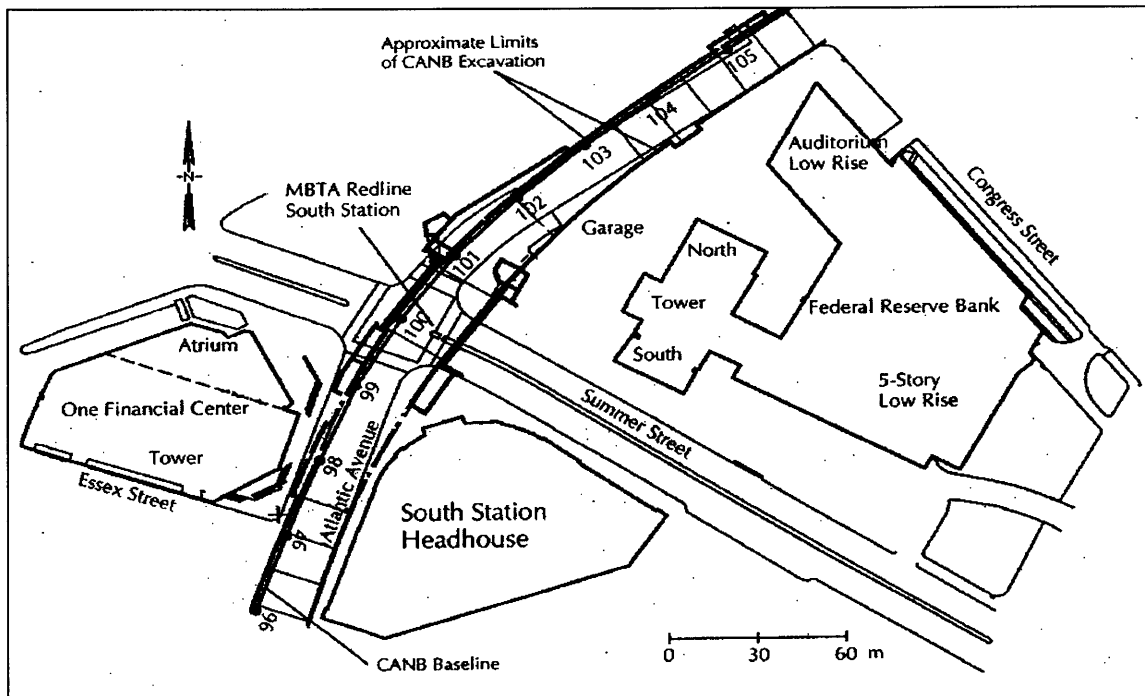 Approximate Limits
of CANB Excavation
105
104
103
102
101
100
99
98
96
96
N
MBTA Redline
South Station
Auditorium
Low Rise
Congress Street
Garage
North
Tower
South
Federal Reserve Bank
5-Story
Low Rise
Atrium
One Financial Center
Tower
Essex Street
Atlantic Avenue
Summer Street
South Station
Headhouse
CANB Baseline
0 30 60 m